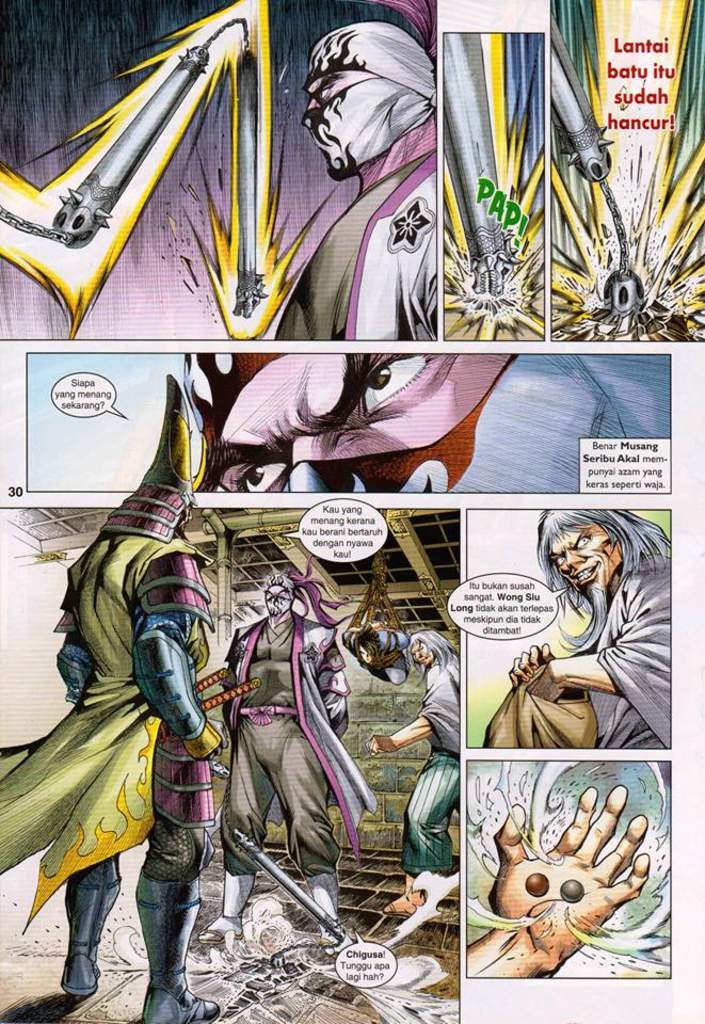 Lantai
batu itu
sudah
hancur!
PAP!
Siapa
yang menang
sekarang?
Benar Musang
Seribu Akal mem-
punyai azam yang
keras seperti waja.
30
Kau yang
menang kerana
kau berani bertaruh
dengan nyawa
kau!
Itu bukan susah
sangat. Wong Siu
Long tidak akan terlepas
meskipun dia tidak
ditambat!
Chigusa!
Tunggu apa
lagi hah?